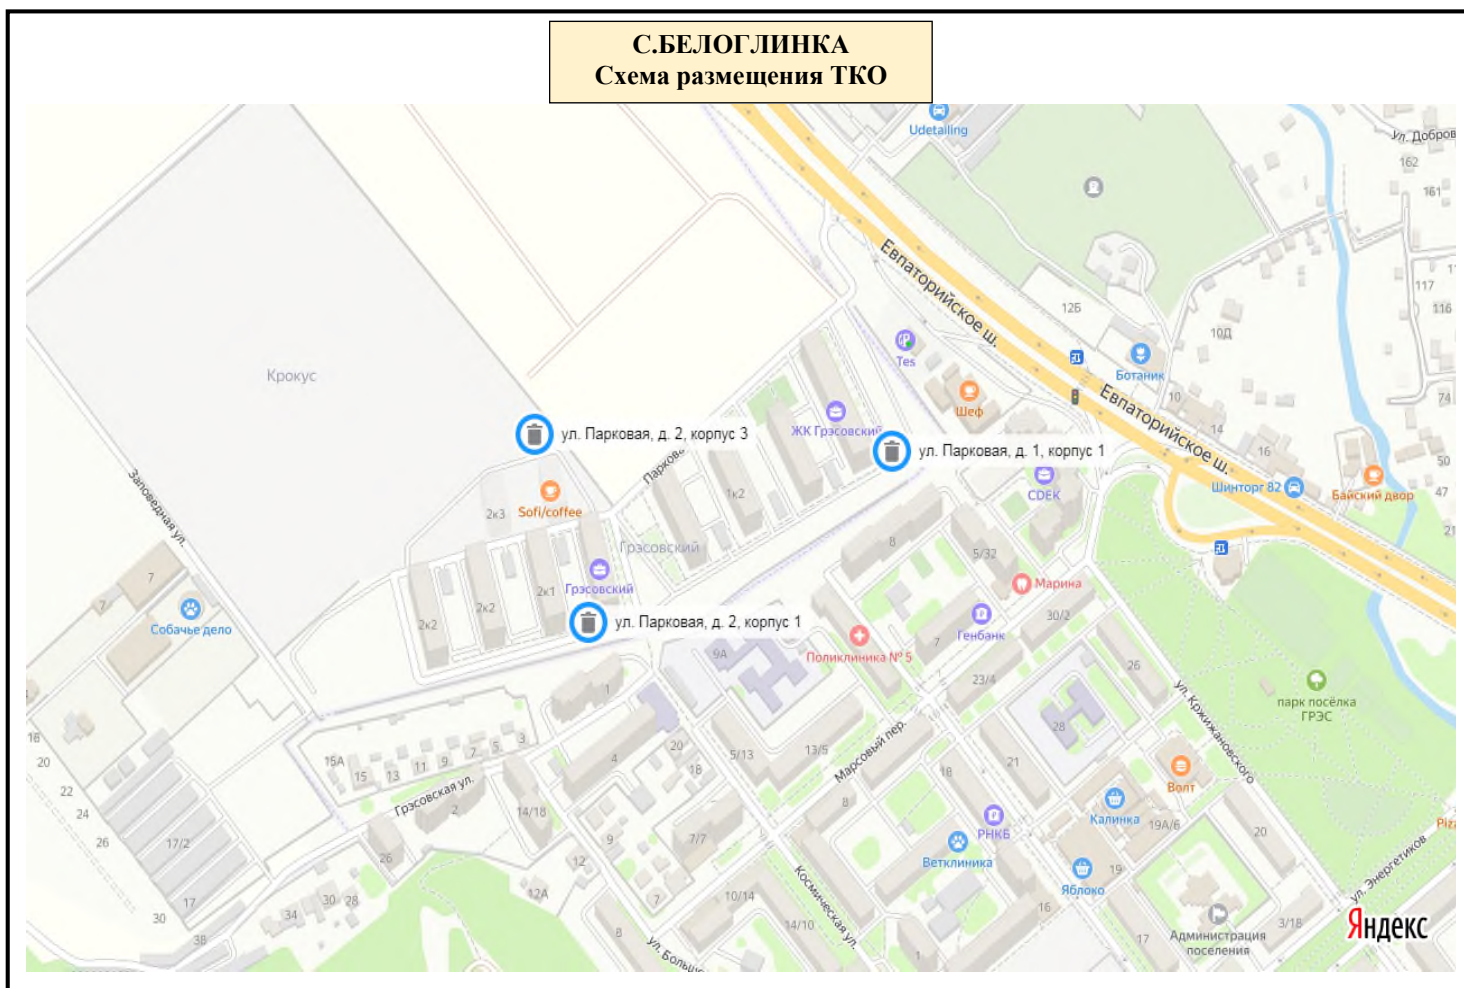 С.БЕЛОГЛИНКА
Схема размещения ТКО
Udetailing
ул. Добров
162
161
Евпаторийское ш.
117
116
12Б
10Д
Tes
Ботаник
Крокус
Шеф
Евпаторийское ш.
10
74
ЖК Грэсовский
14
ул. Парковая, д. 2, корпус 3
ул. Парковая, д. 1, корпус 1
16
50
Заповедная ул.
CDEK
Шинторг 82
Байский двор
47
1к2
2к3
Sofi/coffee
Грэсовский
8
5/32
7
Грэсовский
Марина
7
2к2
2к2
2к1
Собачье дело
ул. Парковая, д. 2, корпус 1
30/2
Генбанк
9А
Поликлиника № 5
7
26
23/4
1
парк посёлка
ГРЭС
ул. Кржижановского
28
18
20
3
5
7
9
11
13
15
15А
4
20
18
5/13
13/5
Марсовый пер.
18
21
Волт
22
24
26
Грэсовская ул.
2
14/18
8
Калинка
19А/6
РНКБ
17/2
26
9
7/7
Ветклиника
19
20
Яблоко
12
12А
7
10/14
Космическая ул.
ул. Энергетиков
30
17
34
30
28
38
8
ул. Большо
14/10
16
17
Администрация
поселения
3/18
Яндекс